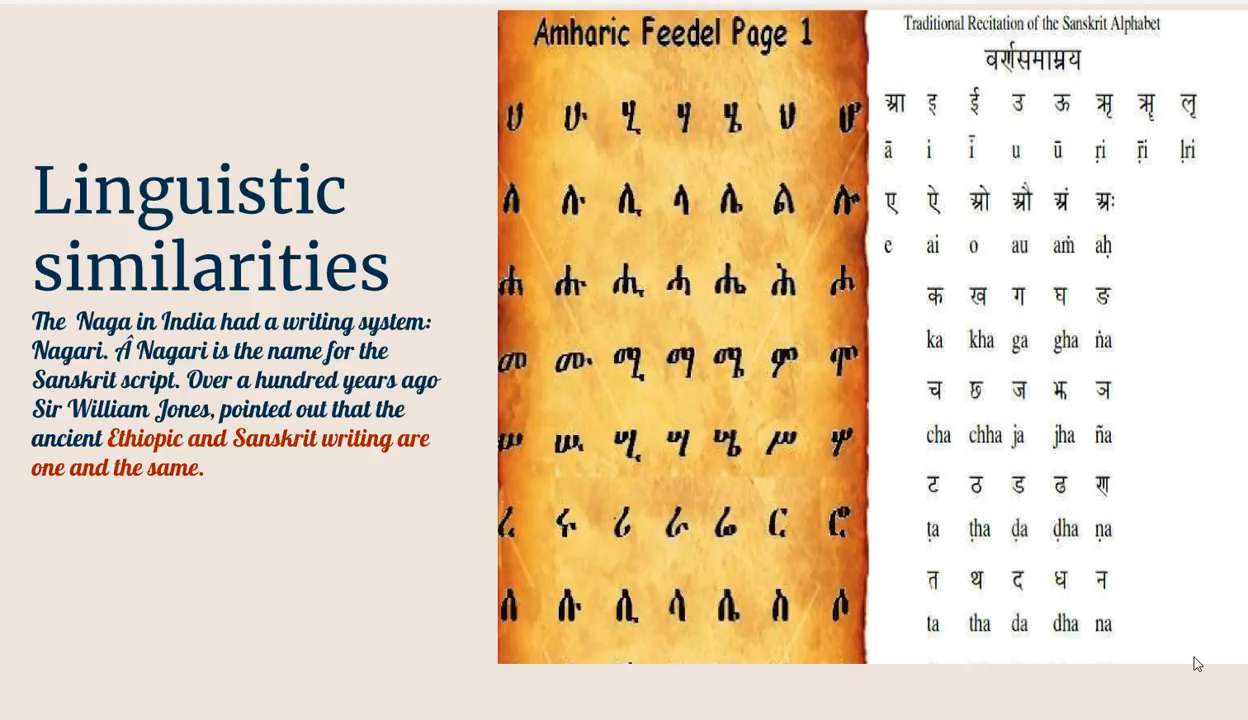 Linguistic
similarities
The Naga in India had a writing system:
Nagari. Â Nagari is the name for the
Sanskrit script. Over a hundred years ago
Sir William Jones, pointed out that the
ancient Ethiopic and Sanskrit writing are
one and the same.
Amharic Feedel Page 1
ሀ ሁ ሂ ሃ ሄ ህ ሆ
ለ ሉ ሊ ላ ሌ ል ሎ
ሐ ሑ ሒ ሓ ሔ ሕ ሖ
መ ሙ ሚ ማ ሜ ም ሞ
ሠ ሡ ሢ ሣ ሤ ሥ ሦ
ረ ሩ ሪ ራ ሬ ር ሮ
ሰ ሱ ሲ ሳ ሴ ስ ሶ
Traditional Recitation of the Sanskrit Alphabet
वर्णसमाम्नय
आ इ ई उ ऊ ऋ ॠ ऌ
ā i ī u ū ṛi ṝi ḷri
ए ऐ ओ औ अं अः
e ai o au aṁ aḥ
क ख ग घ ङ
ka kha ga gha ṅa
च छ ज झ ञ
cha chha ja jha ña
ट ठ ड ढ ण
ṭa ṭha ḍa ḍha ṇa
त थ द ध न
ta tha da dha na